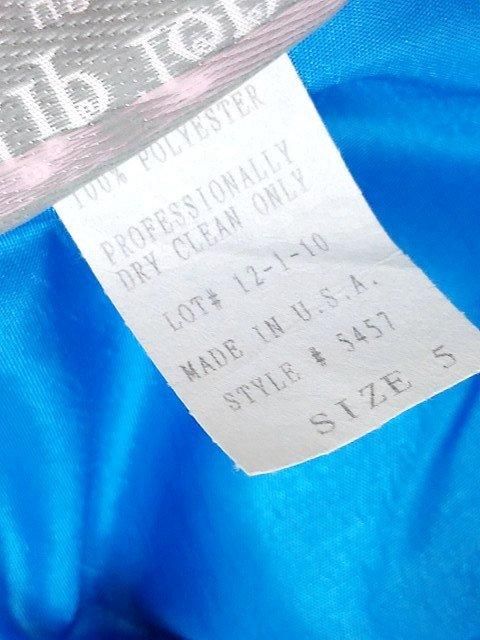 100% POLYESTER
PROFESSIONALLY
DRY CLEAN ONLY
LOT# 12-1-10
MADE IN U.S.A.
STYLE # 5457
SIZE 5